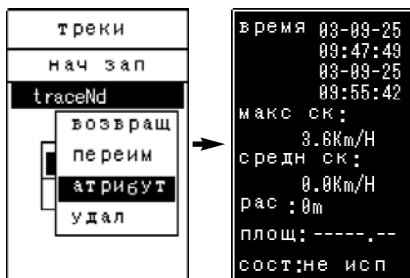 треки
нач зап
traceNd
возвращ
переим
атрибут
удал
время 03-09-25
09:47:49
03-09-25
09:55:42
макс ск:
3.6Km/H
средн ск:
0.0Km/H
рас :0m
площ:-----.--
сост:не исп